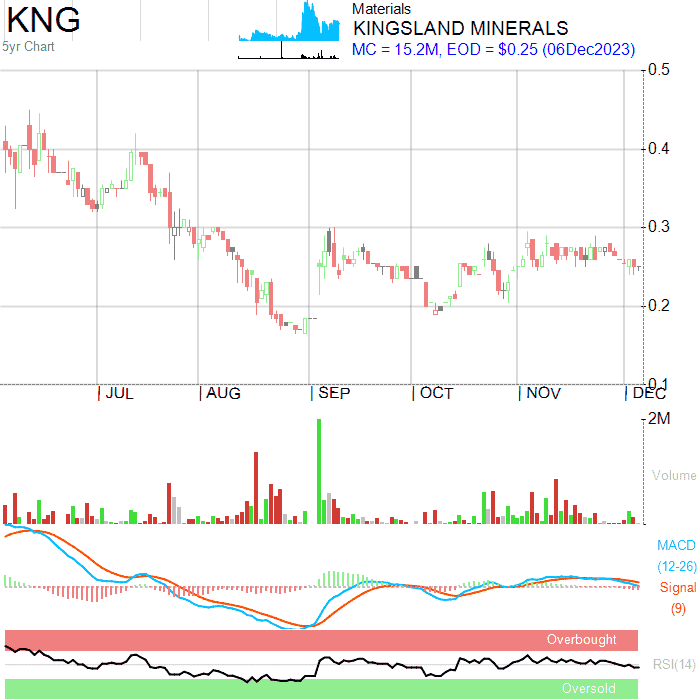 KNG
5yr Chart
Materials
KINGSLAND MINERALS
MC = 15.2M, EOD = $0.25 (06Dec2023)
0.5
0.4
0.3
0.2
0.1
JUL
AUG
SEP
OCT
NOV
DEC
2M
Volume
MACD
(12-26)
Signal
(9)
Overbought
RSI(14)
Oversold